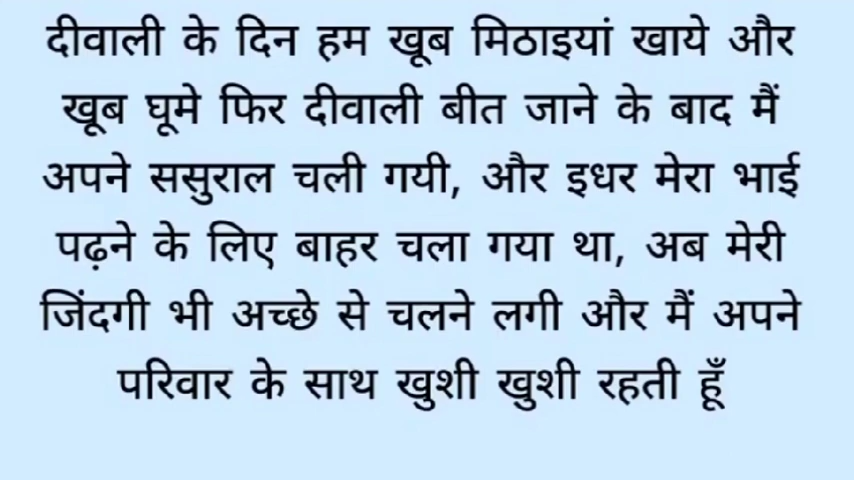 दीवाली के दिन हम खूब मिठाइयां खाये और
खूब घूमे फिर दीवाली बीत जाने के बाद मैं
अपने ससुराल चली गयी, और इधर मेरा भाई
पढ़ने के लिए बाहर चला गया था, अब मेरी
जिंदगी भी अच्छे से चलने लगी और मैं अपने
परिवार के साथ खुशी खुशी रहती हूँ